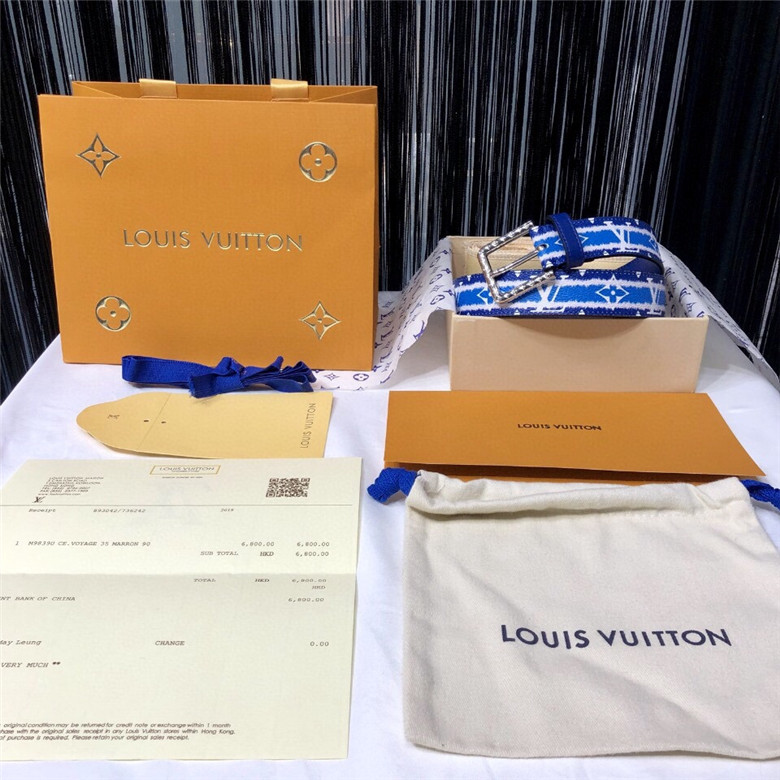 LOUIS VUITTON
LOUIS VUITTON
LOUIS VUITTON
LOUIS VUITTON
Receipt
2019
1 M98390 CE.VOYAGE 35 MARRON 90 6,800.00 6,800.00
SUB TOTAL HKD 6,800.00
TOTAL HKD 6,800.00
HKD
NT BANK OF CHINA 6,800.00
ay Leung CHANGE 0.00
VERY MUCH **
original condition may be returned for credit note or exchange within 1 month
hase with the original sales receipt in any Louis Vuitton stores within Hong Kong,
of purchase is required. Please retain your original sales receipt.
LOUIS VUITTON